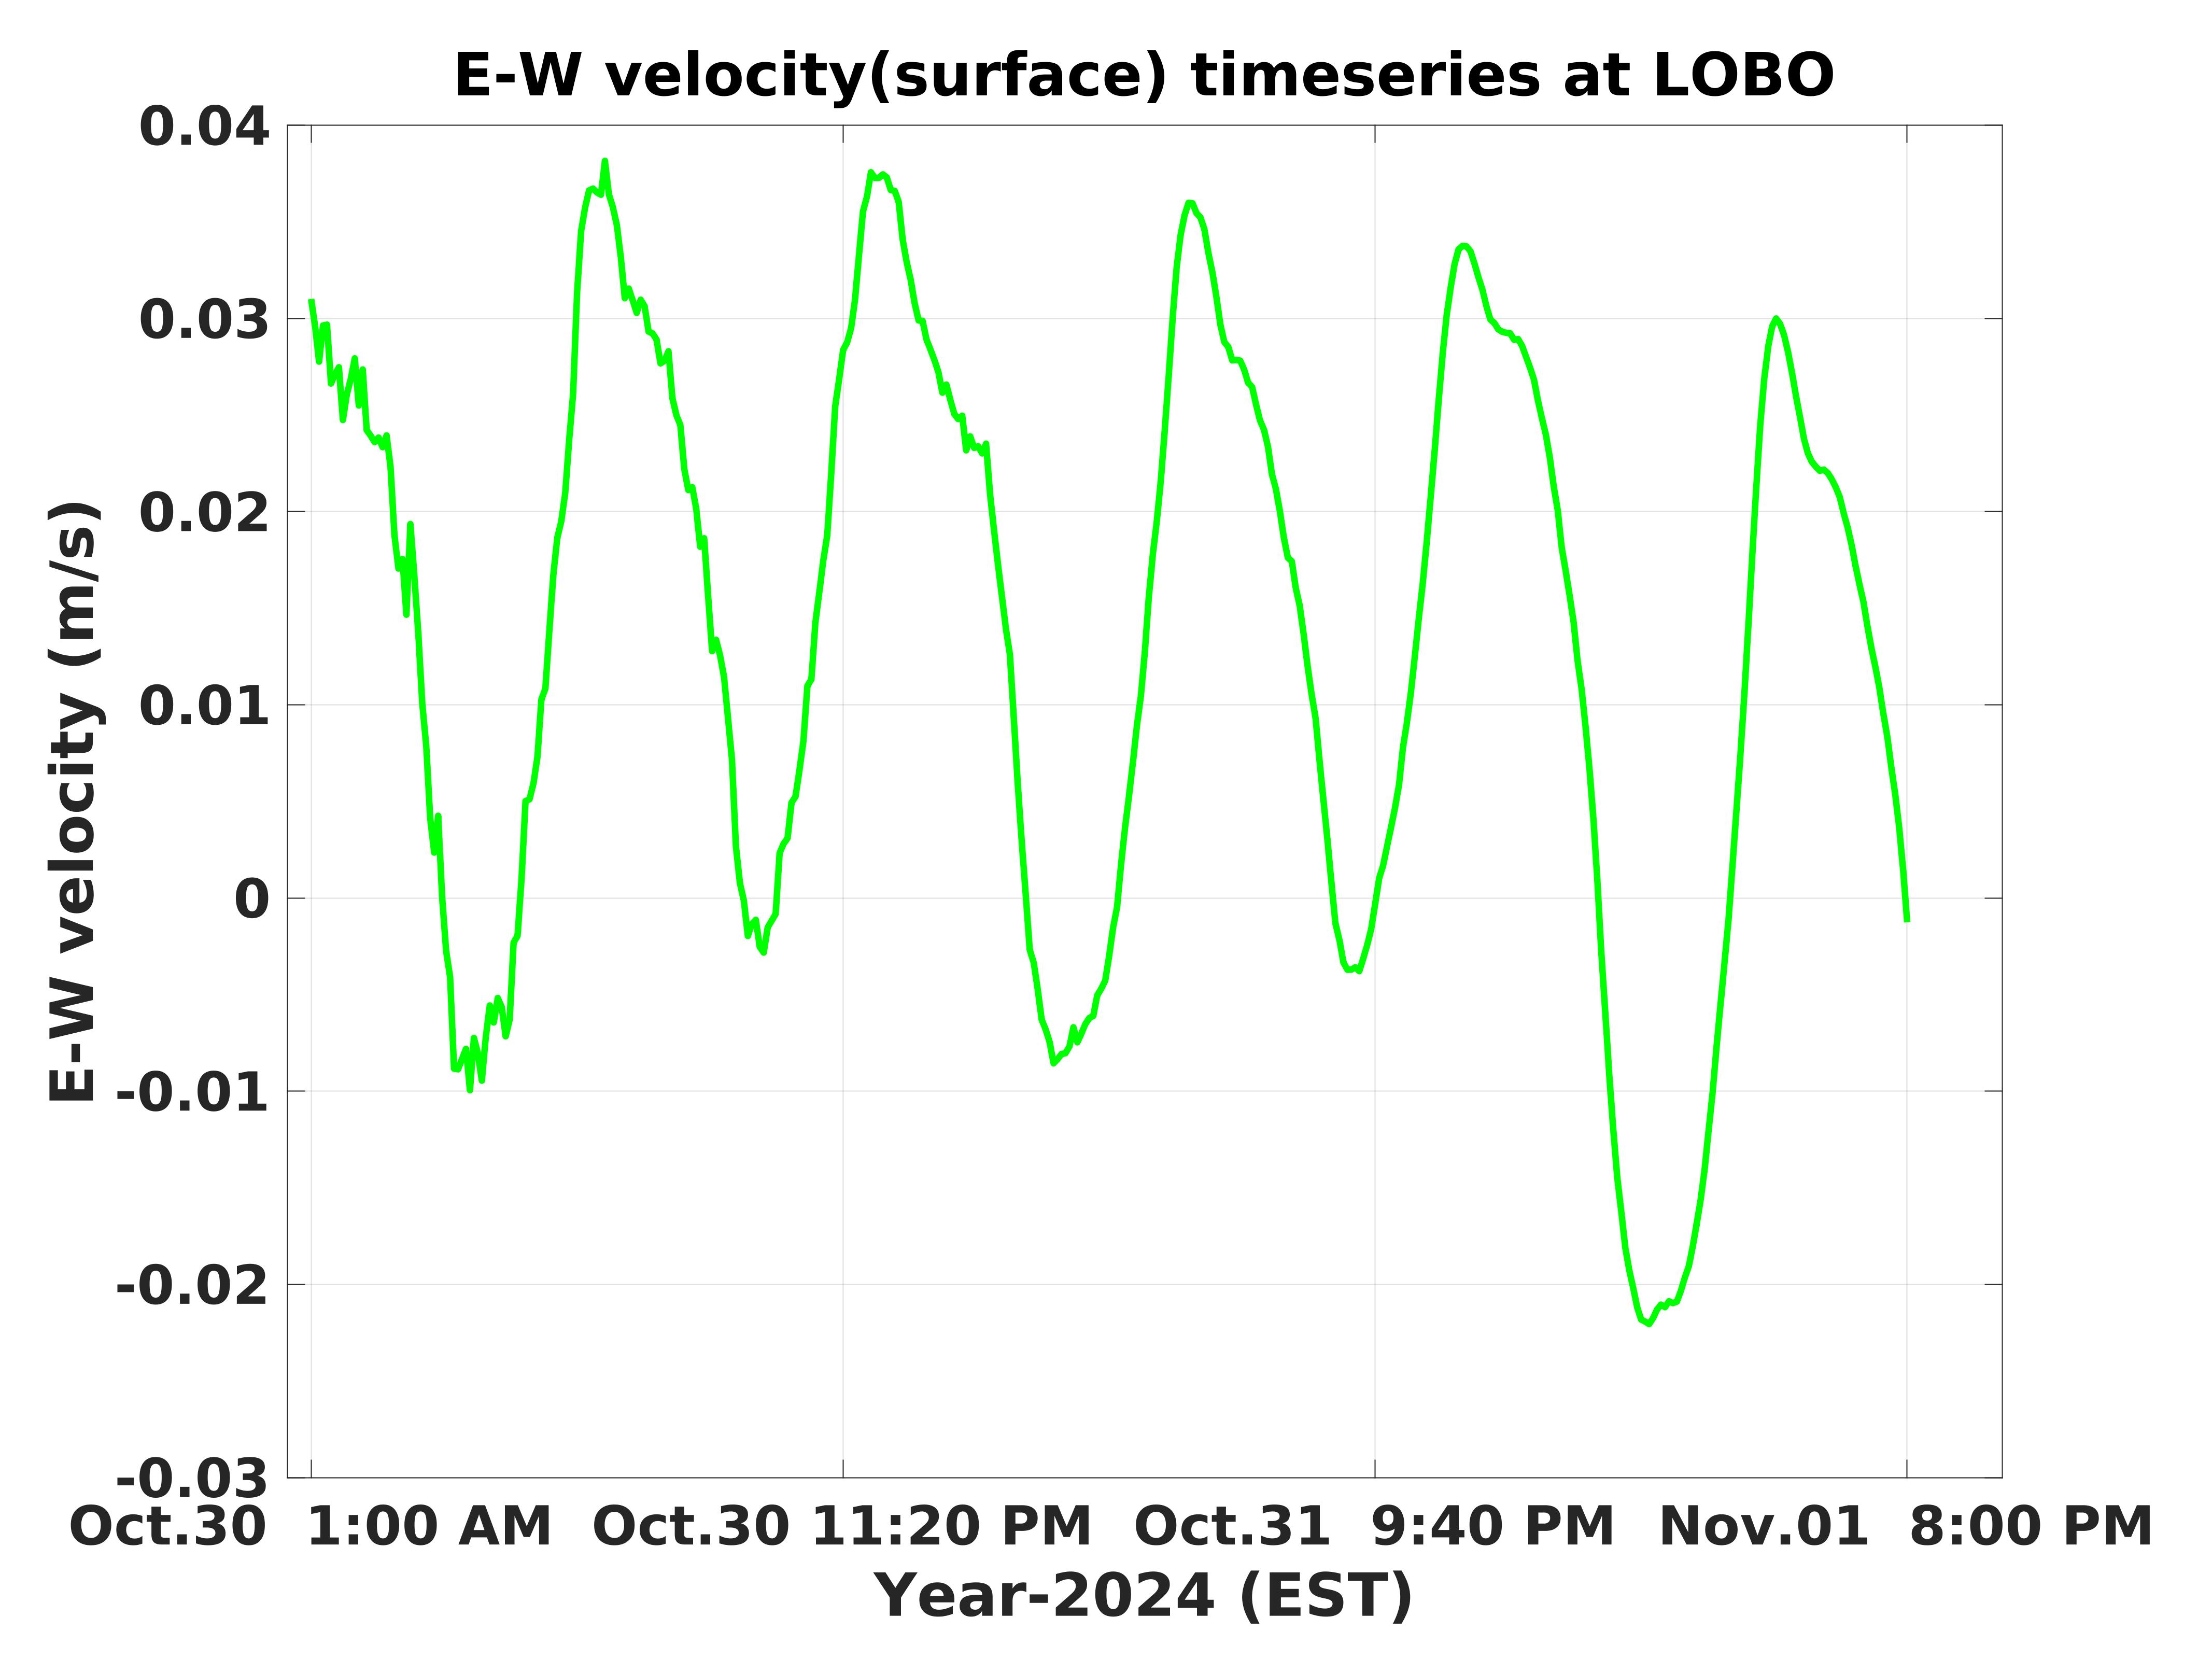 E-W velocity(surface) timeseries at LOBO
E-W velocity (m/s)
0.04
0.03
0.02
0.01
0
-0.01
-0.02
-0.03
Oct.30 1:00 AM Oct.30 11:20 PM Oct.31 9:40 PM Nov.01 8:00 PM
Year-2024 (EST)